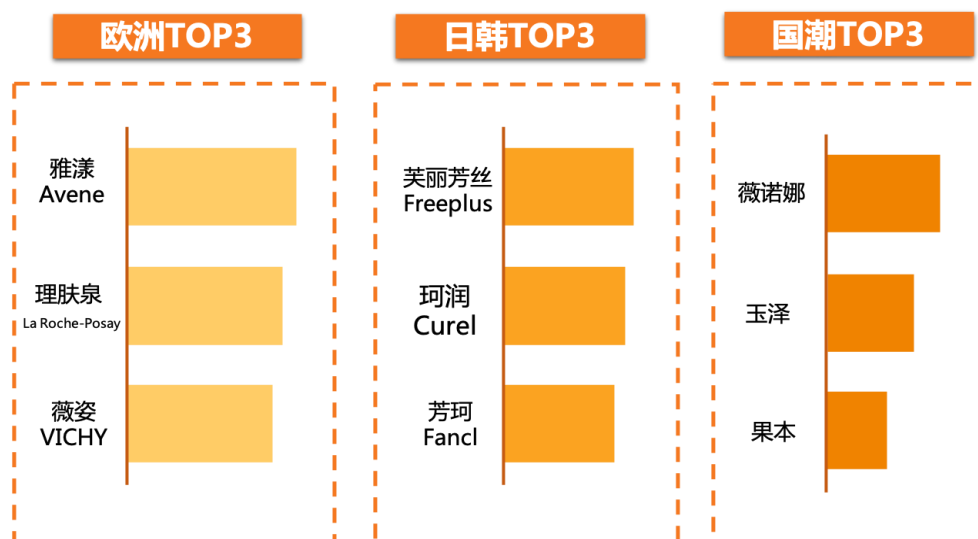 欧洲TOP3
雅漾
Avene
理肤泉
La Roche-Posay
薇姿
VICHY
日韩TOP3
芙丽芳丝
Freeplus
珂润
Curel
芳珂
Fancl
国潮TOP3
薇诺娜
玉泽
果本